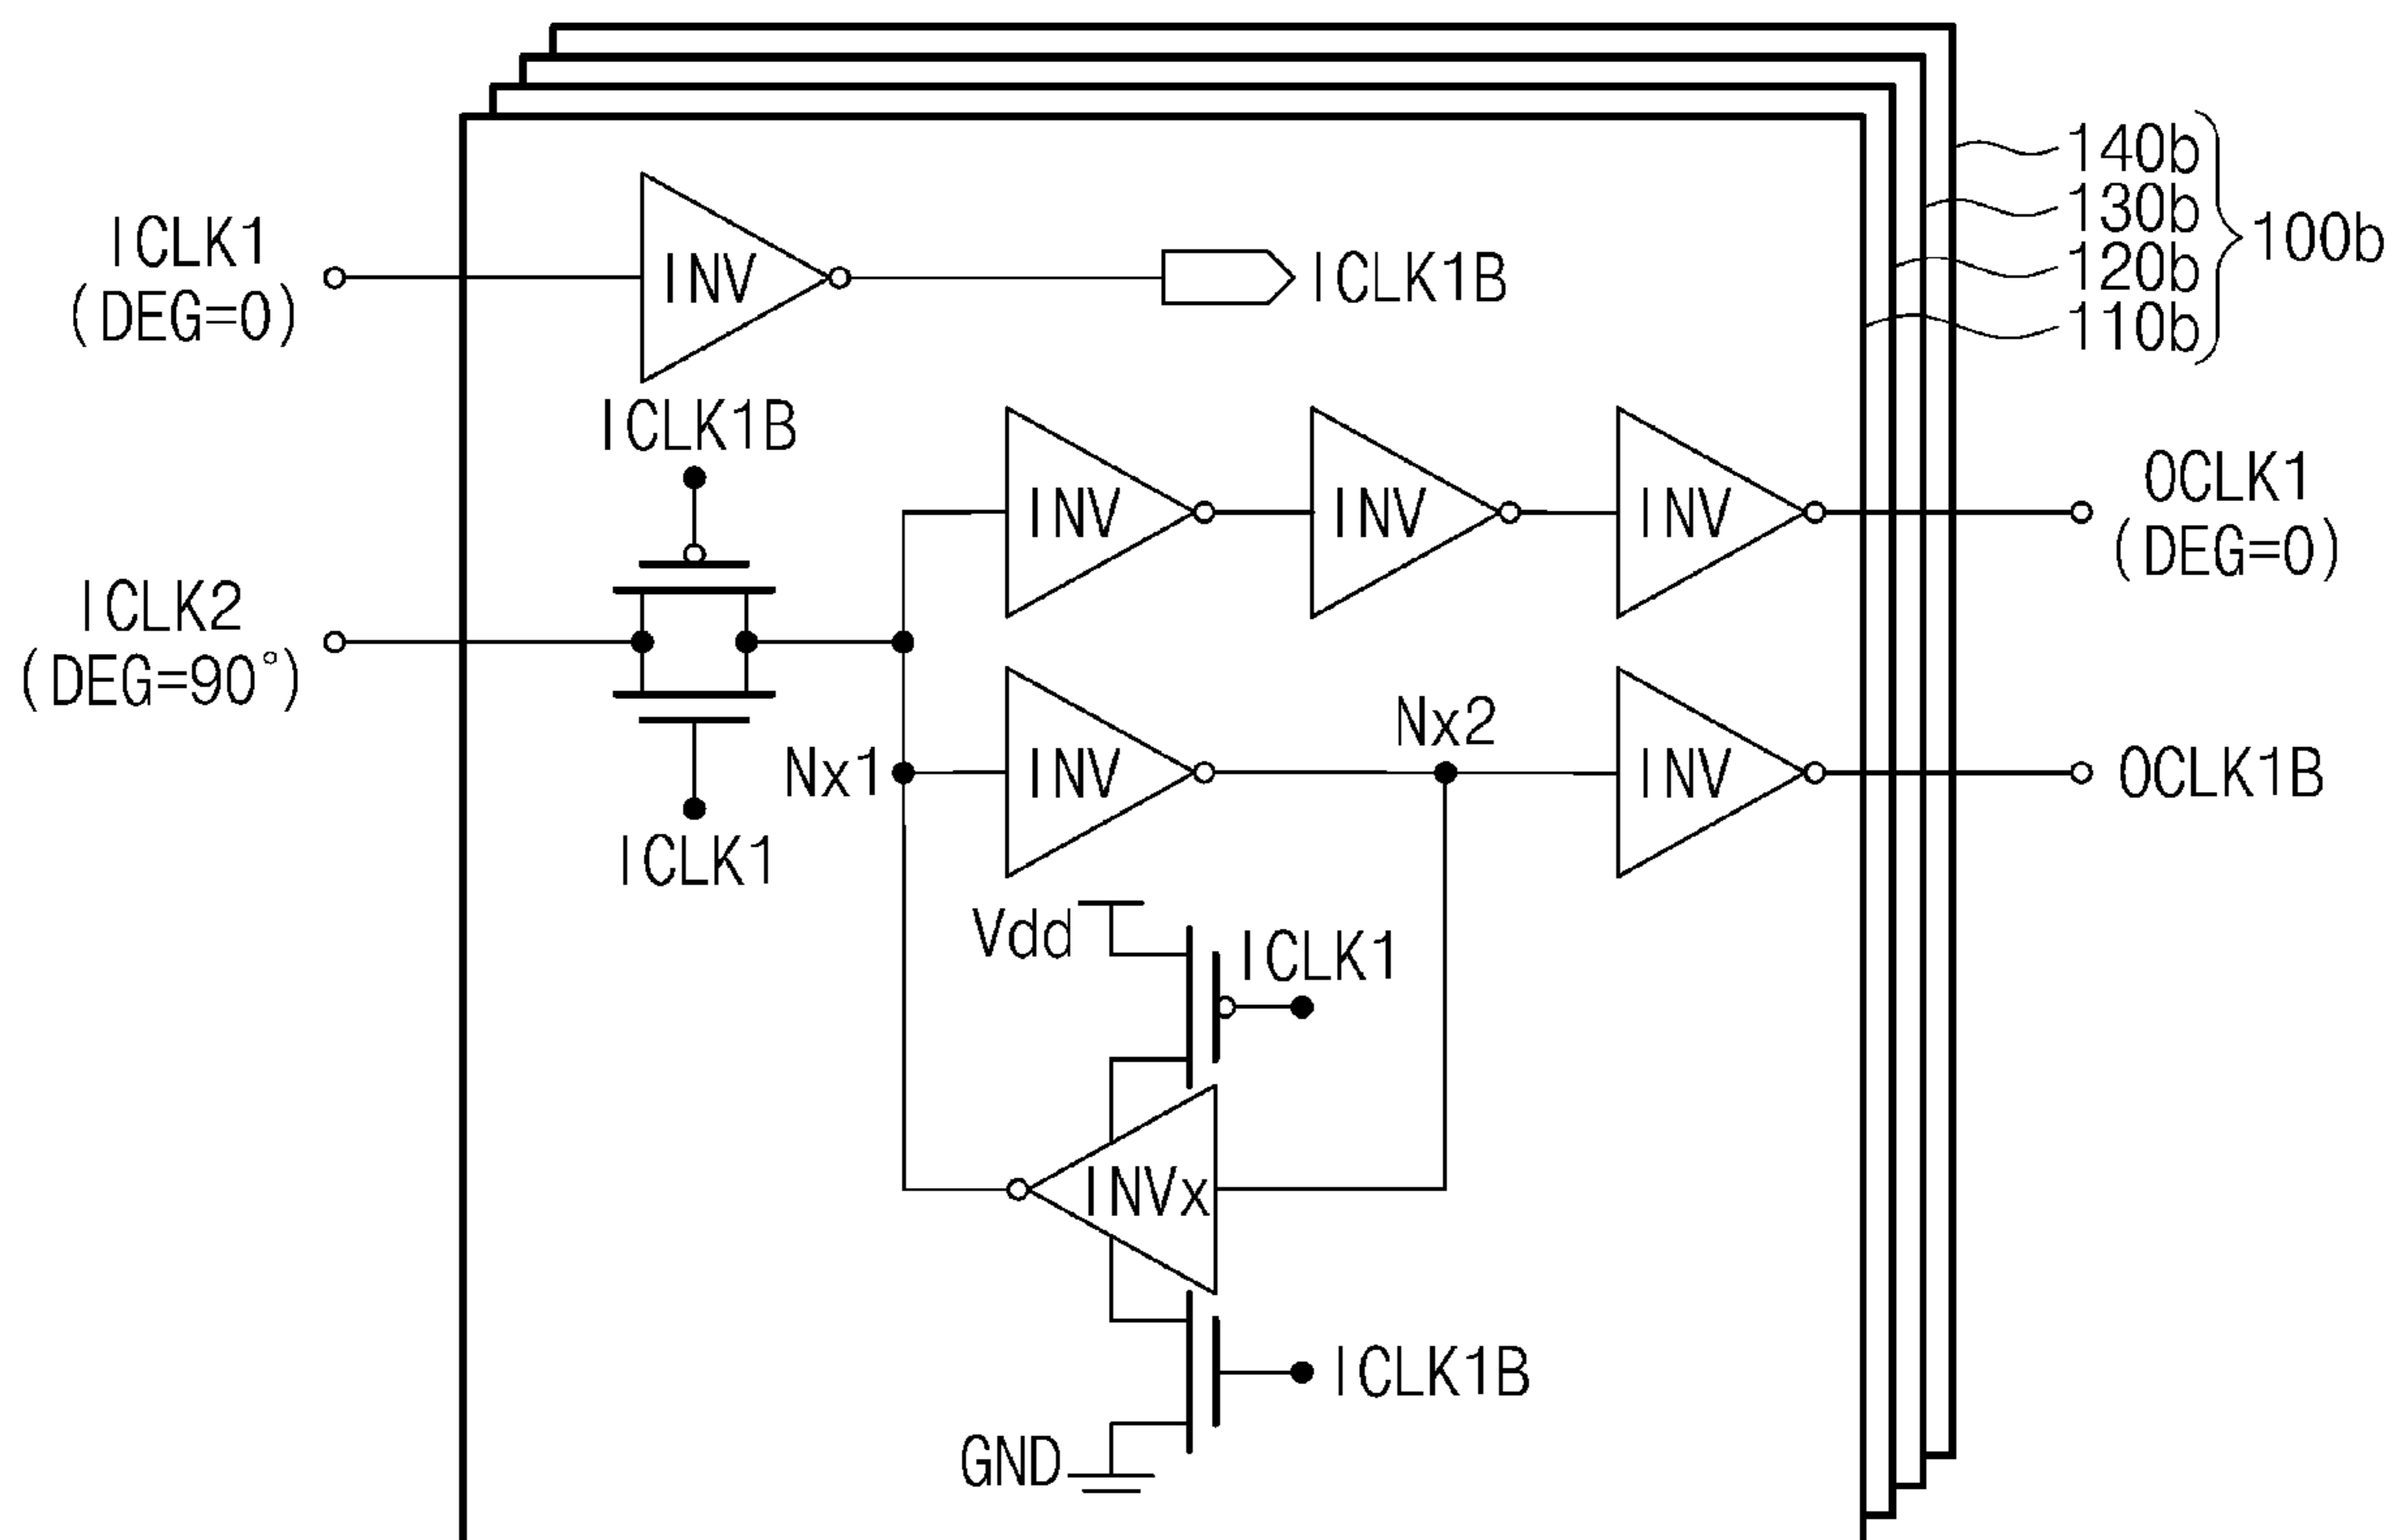 140b
130b
120b
110b
100b
ICLK1
(DEG=0)
INV
ICLK1B
ICLK1B
INV
INV
INV
OCLK1
(DEG=0)
ICLK2
(DEG=90°)
Nx1
INV
Nx2
INV
OCLK1B
ICLK1
Vdd
ICLK1
INVx
ICLK1B
GND